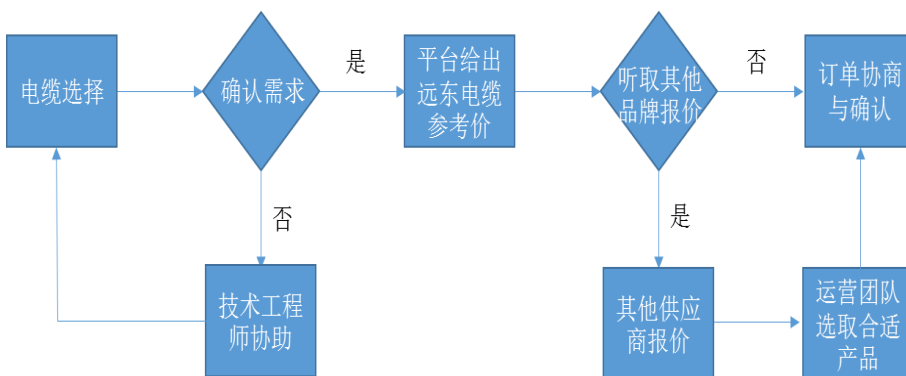 电缆选择
确认需求
是
平台给出
远东电缆
参考价
听取其他
品牌报价
否
订单协商
与确认
否
是
技术工程
师协助
其他供应
商报价
运营团队
选取合适
产品